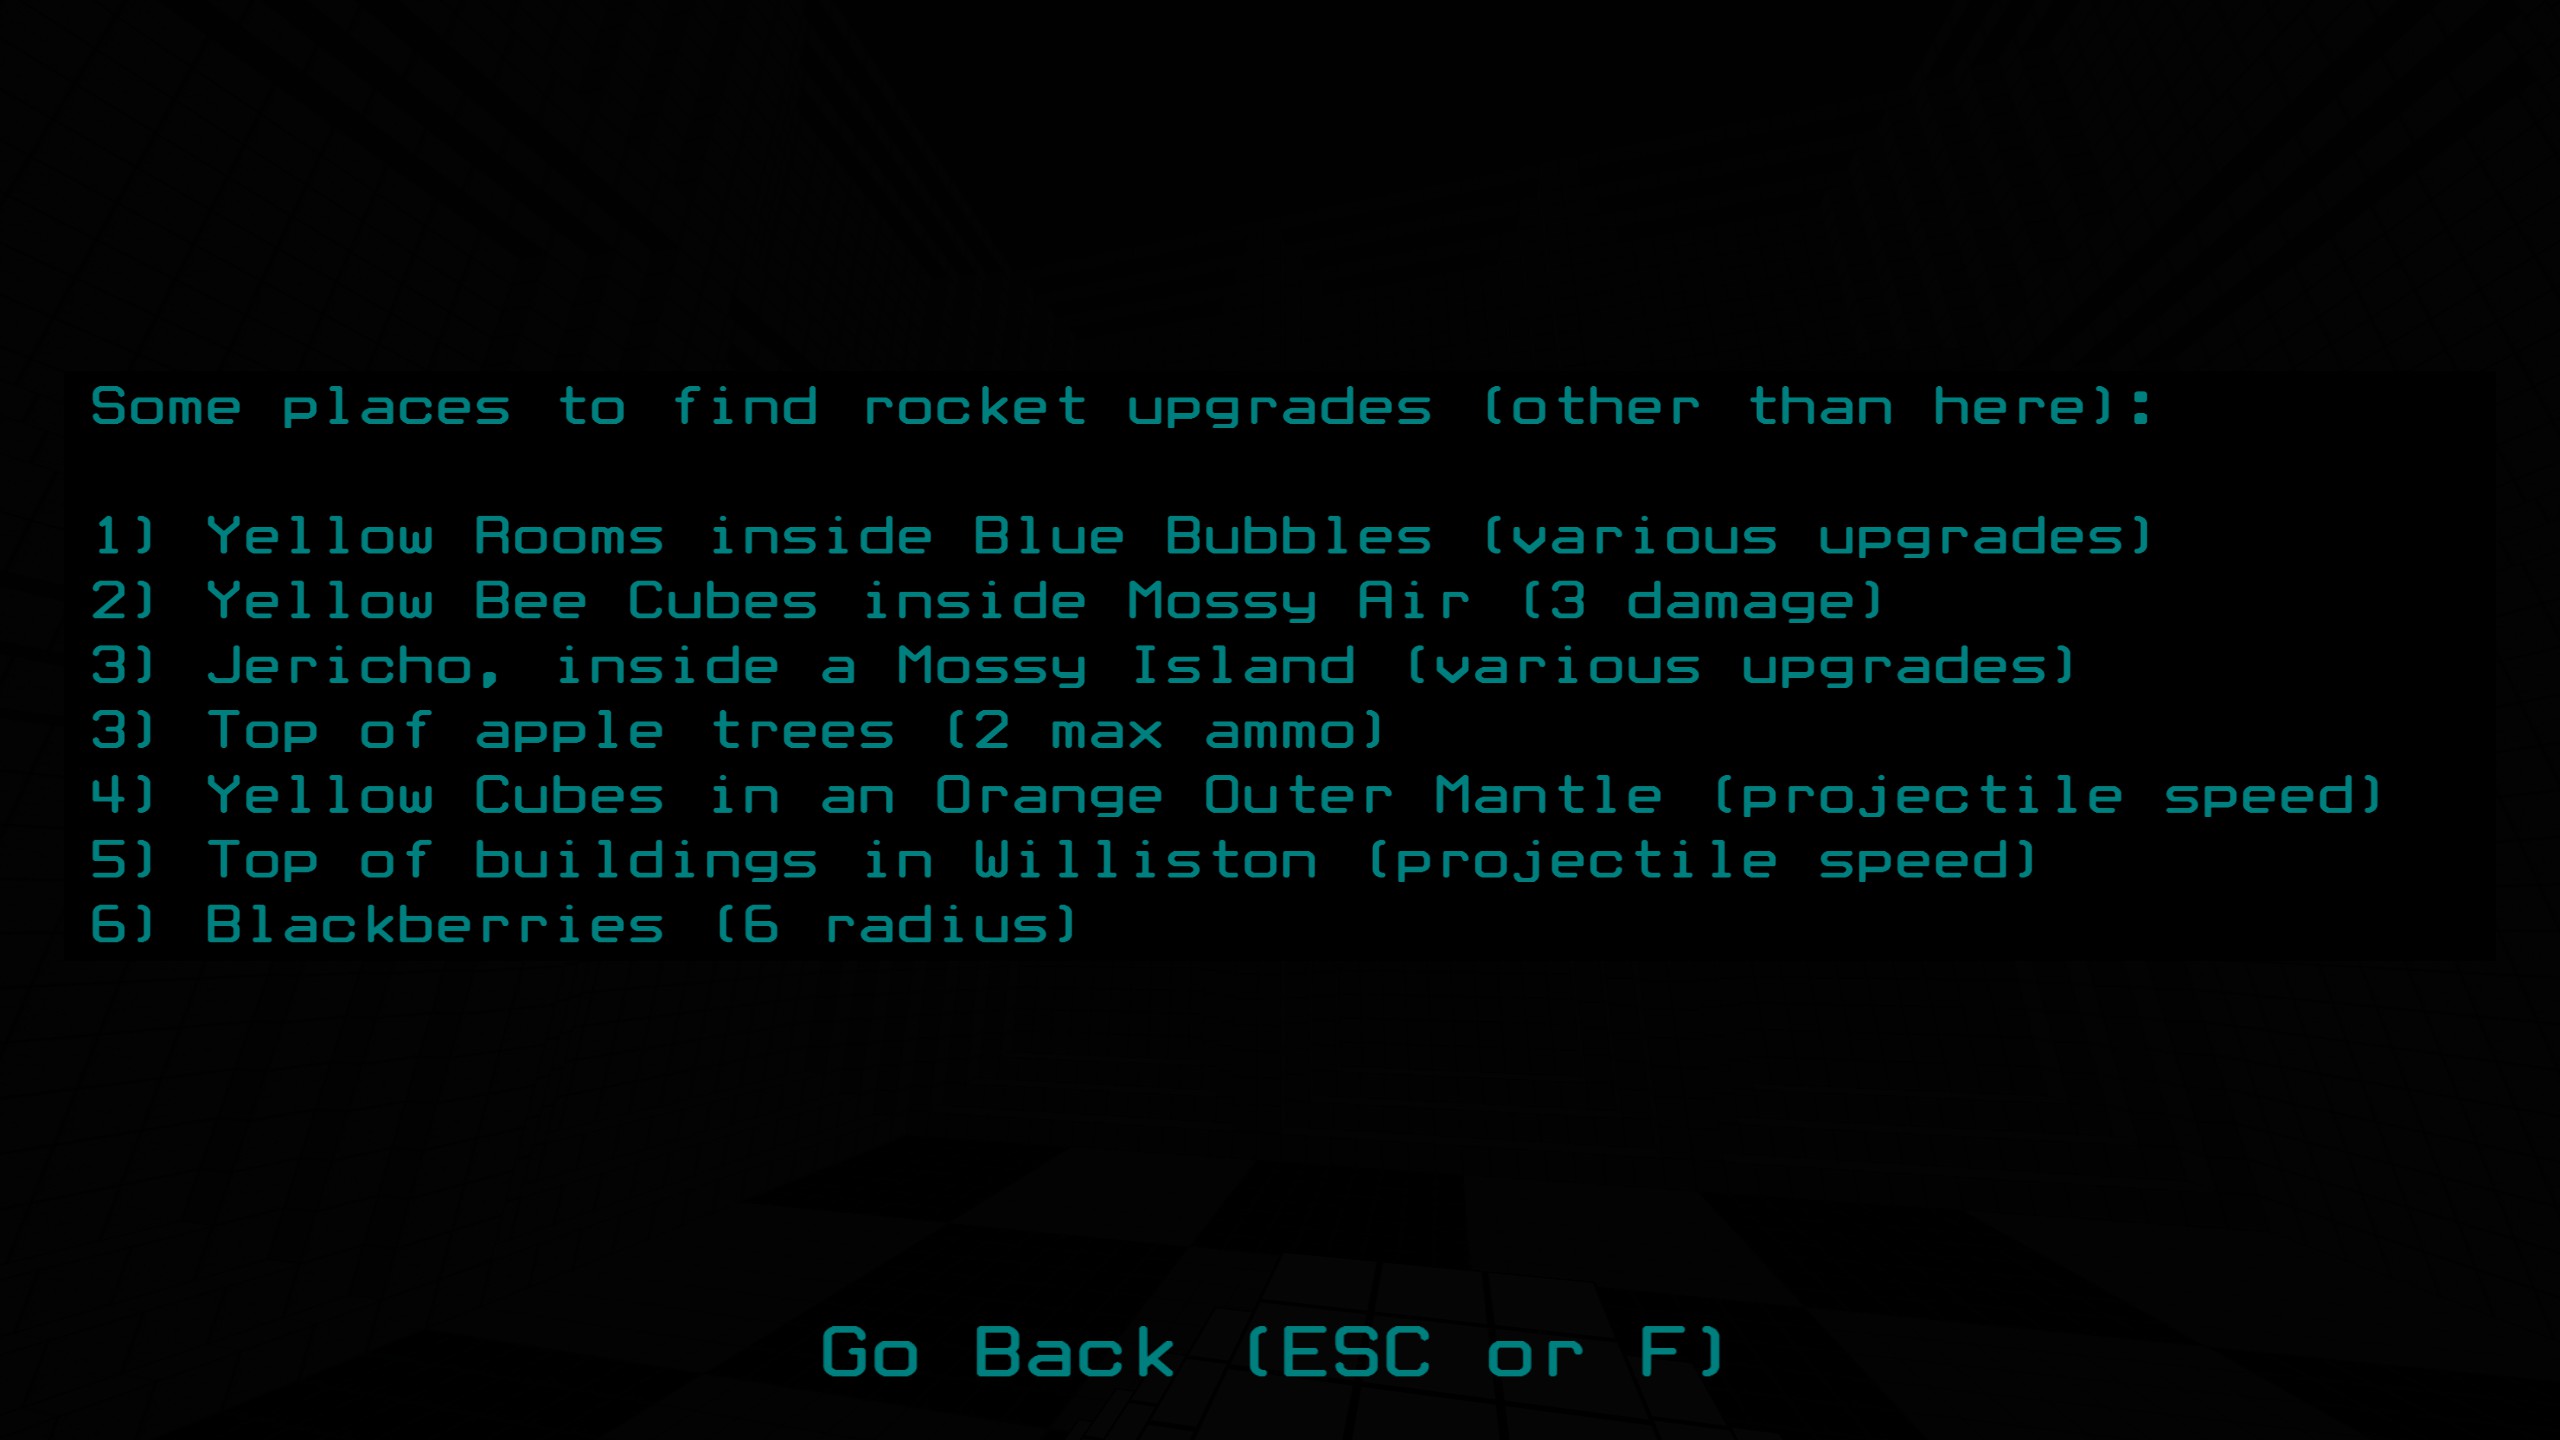 Some places to find rocket upgrades (other than here):
1) Yellow Rooms inside Blue Bubbles (various upgrades)
2) Yellow Bee Cubes inside Mossy Air (3 damage)
3) Jericho, inside a Mossy Island (various upgrades)
3) Top of apple trees (2 max ammo)
4) Yellow Cubes in an Orange Outer Mantle (projectile speed)
5) Top of buildings in Williston (projectile speed)
6) Blackberries (6 radius)
Go Back (ESC or F)